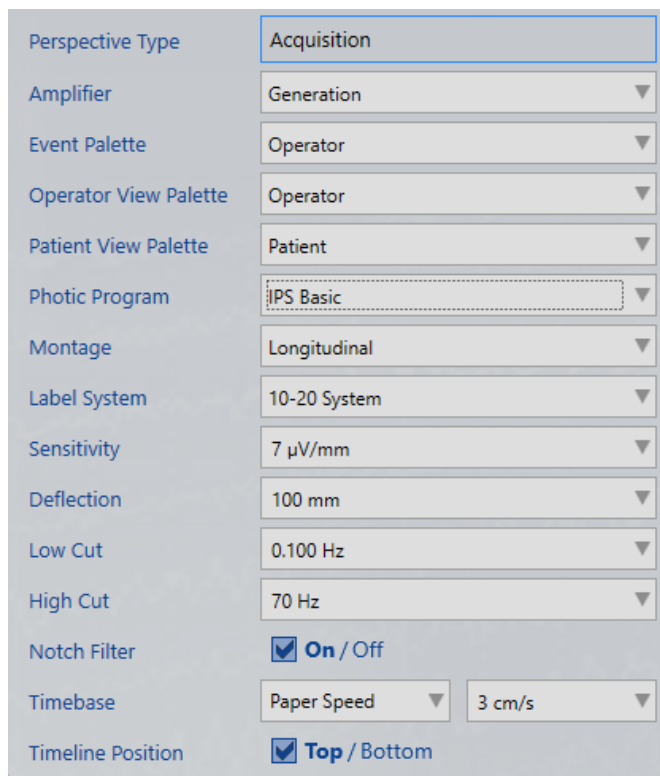 Perspective Type Acquisition
Amplifier Generation
Event Palette Operator
Operator View Palette Operator
Patient View Palette Patient
Photic Program IPS Basic
Montage Longitudinal
Label System 10-20 System
Sensitivity 7 µV/mm
Deflection 100 mm
Low Cut 0.100 Hz
High Cut 70 Hz
Notch Filter On / Off
Timebase Paper Speed 3 cm/s
Timeline Position Top / Bottom